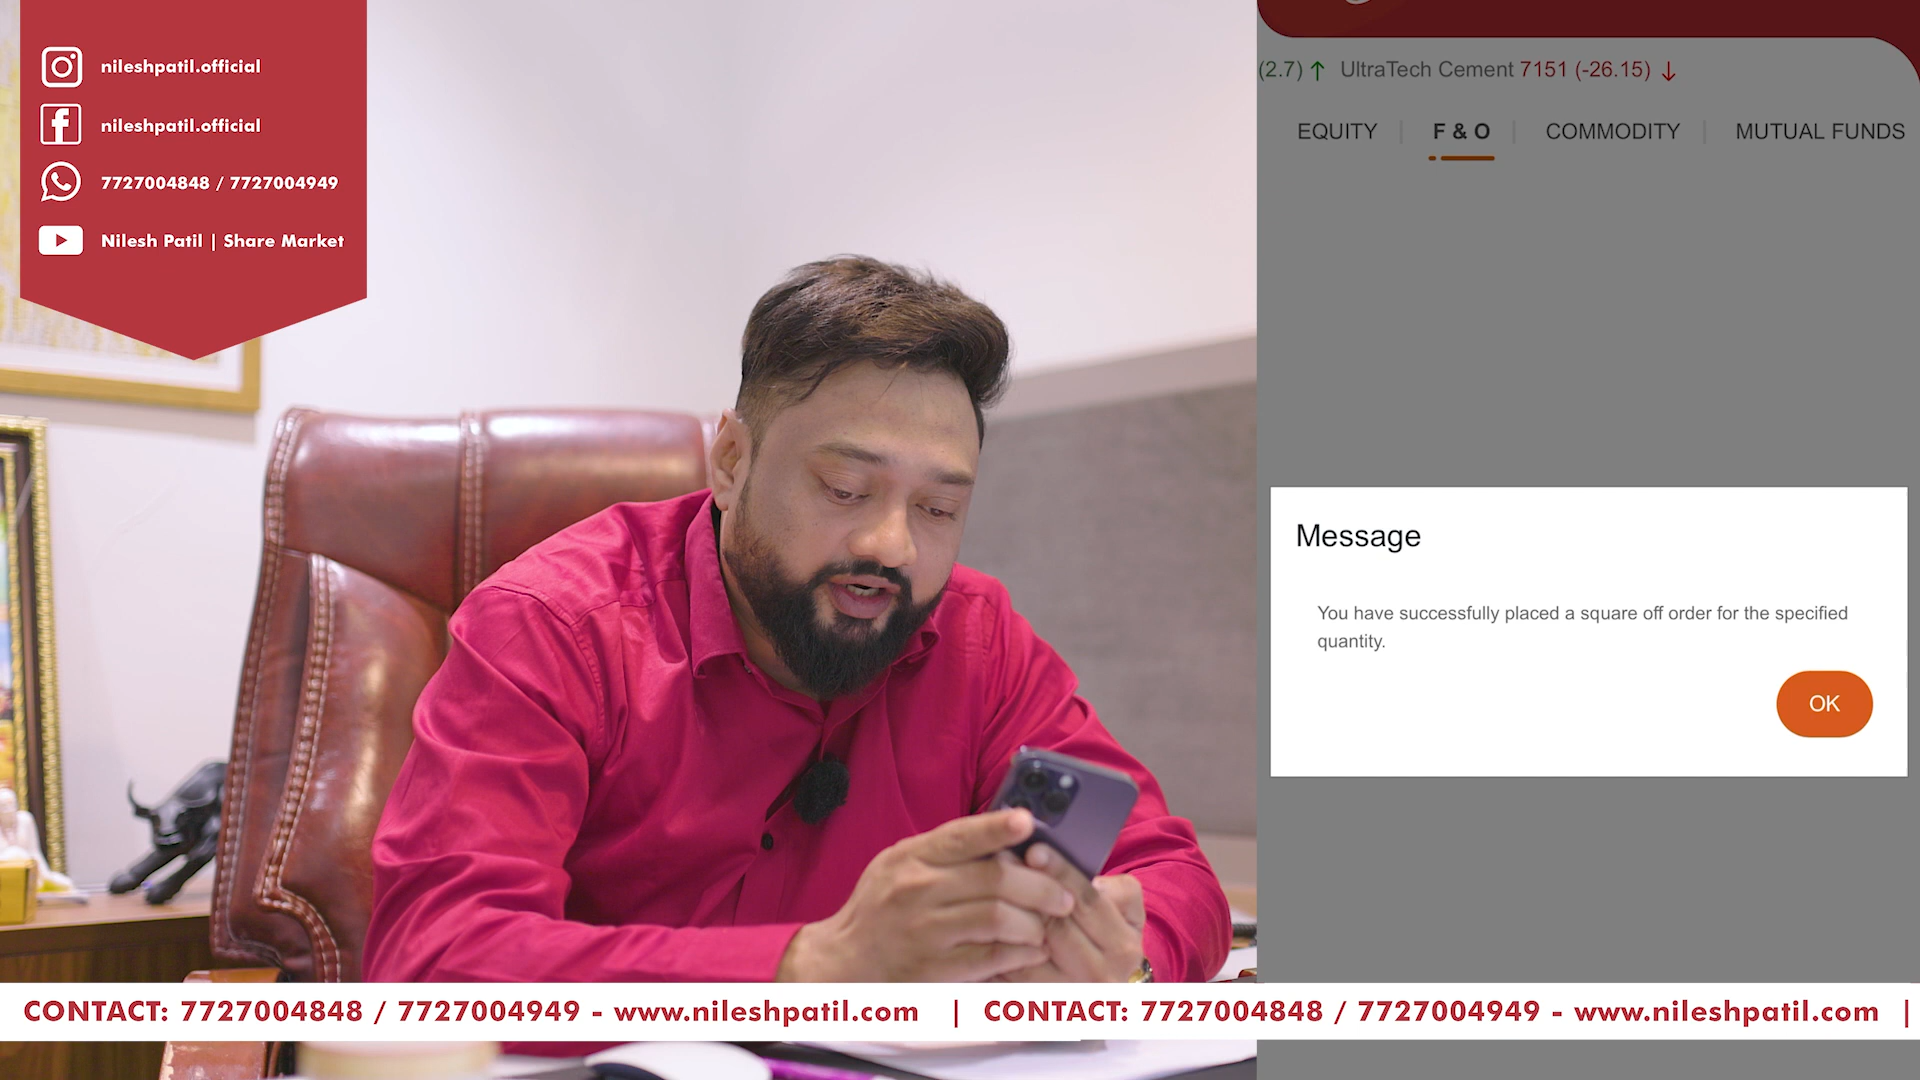 nileshpatil.official
nileshpatil.official
7727004848 / 7727004949
Nilesh Patil | Share Market
(2.7) ↑ UltraTech Cement 7151 (-26.15) ↓
EQUITY | F & O | COMMODITY | MUTUAL FUNDS
Message
You have successfully placed a square off order for the specified
quantity.
OK
CONTACT: 7727004848 / 7727004949 - www.nileshpatil.com | CONTACT: 7727004848 / 7727004949 - www.nileshpatil.com |